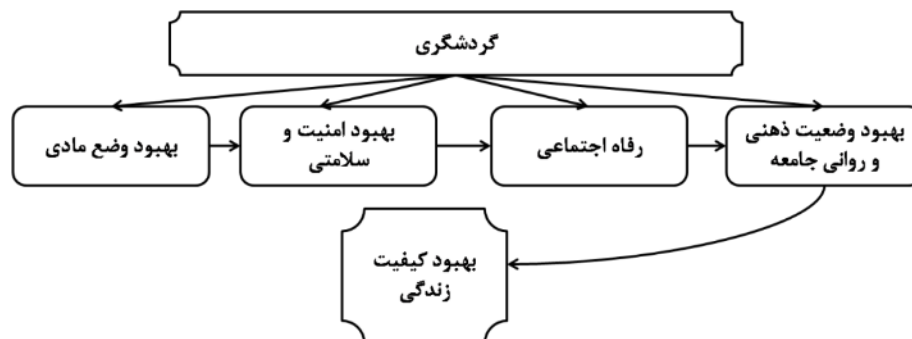 گردشگری
بهبود وضعیت ذهنی
و روانی جامعه
رفاه اجتماعی
بهبود امنیت و
سلامتی
بهبود وضع مادی
بهبود کیفیت
زندگی